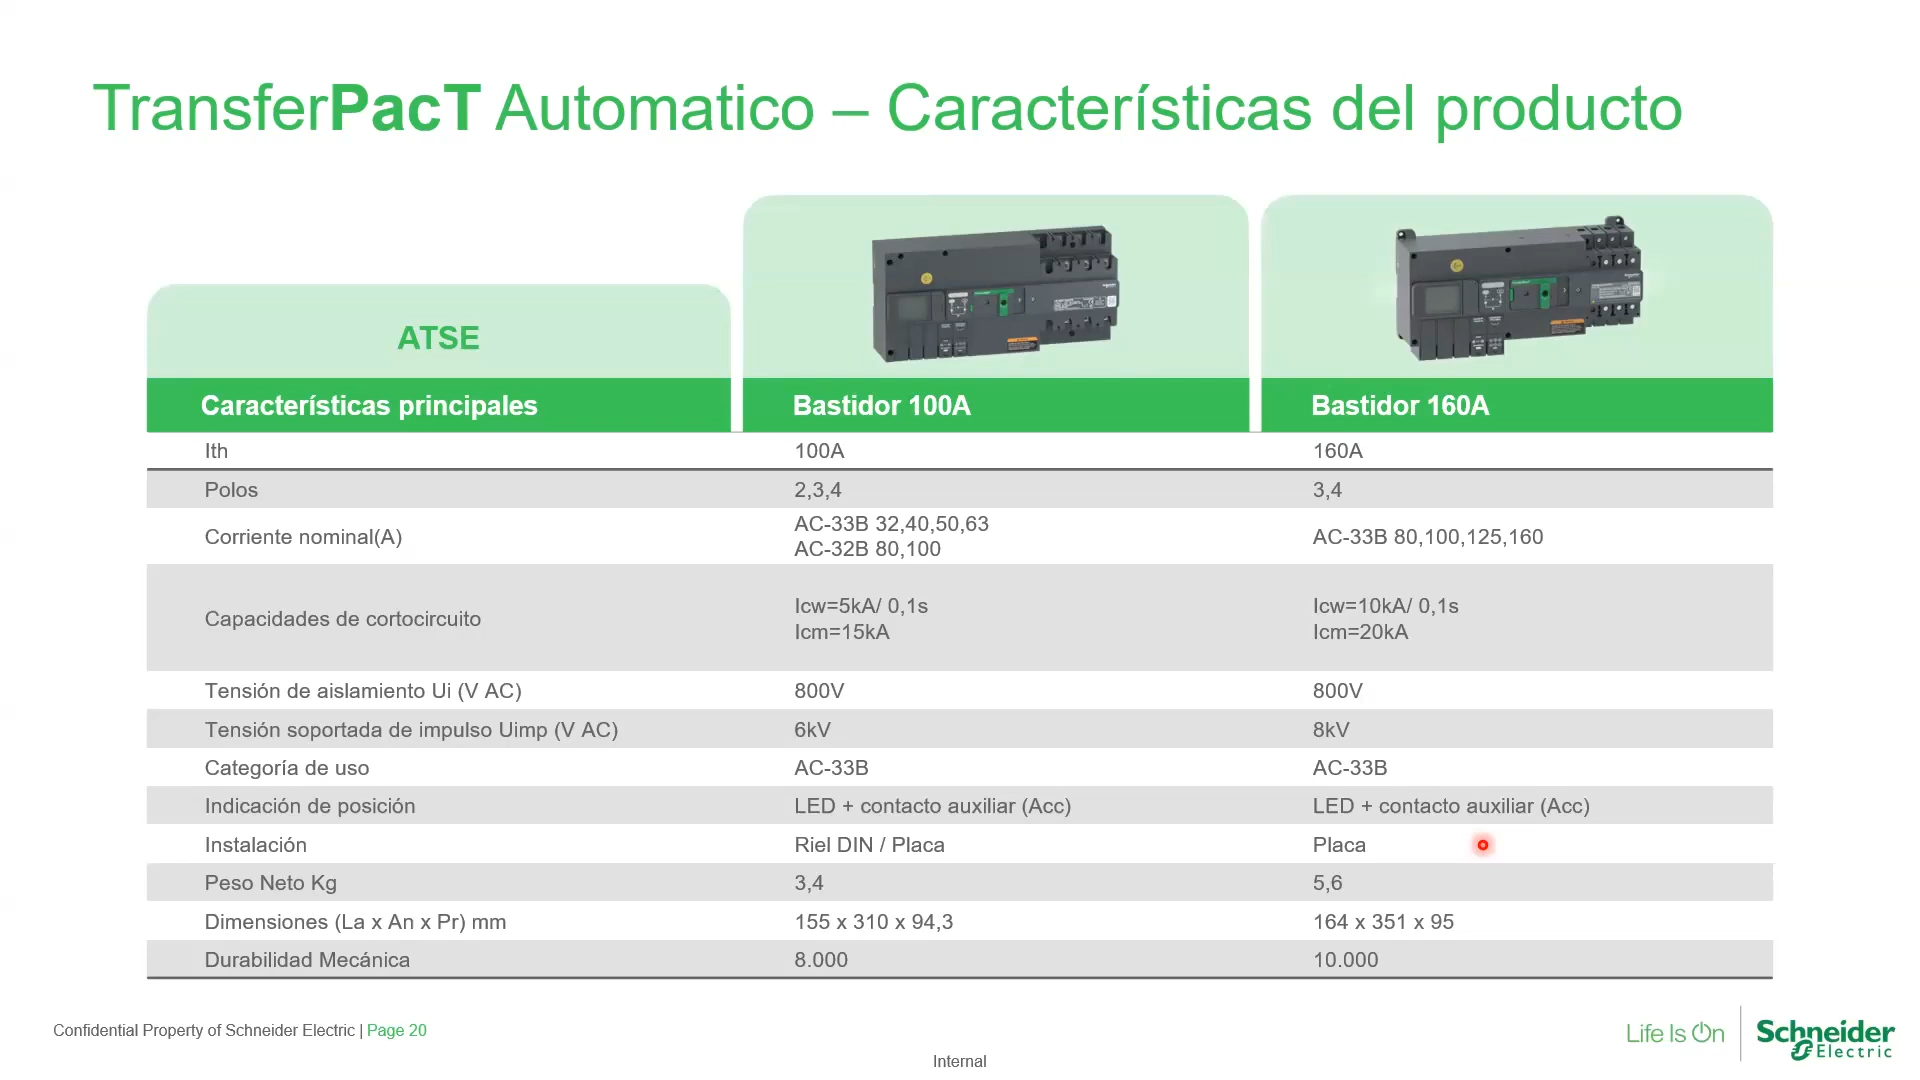 TransferPacT Automatico – Características del producto
ATSE
Características principales
Bastidor 100A
Bastidor 160A
Ith
100A
160A
Polos
2,3,4
3,4
Corriente nominal(A)
AC-33B 32,40,50,63
AC-32B 80,100
AC-33B 80,100,125,160
Capacidades de cortocircuito
Icw=5kA/ 0,1s
Icm=15kA
Icw=10kA/ 0,1s
Icm=20kA
Tensión de aislamiento Ui (V AC)
800V
800V
Tensión soportada de impulso Uimp (V AC)
6kV
8kV
Categoría de uso
AC-33B
AC-33B
Indicación de posición
LED + contacto auxiliar (Acc)
LED + contacto auxiliar (Acc)
Instalación
Riel DIN / Placa
Placa
Peso Neto Kg
3,4
5,6
Dimensiones (La x An x Pr) mm
155 x 310 x 94,3
164 x 351 x 95
Durabilidad Mecánica
8.000
10.000
Confidential Property of Schneider Electric | Page 20
Internal
Life Is On
Schneider
Electric